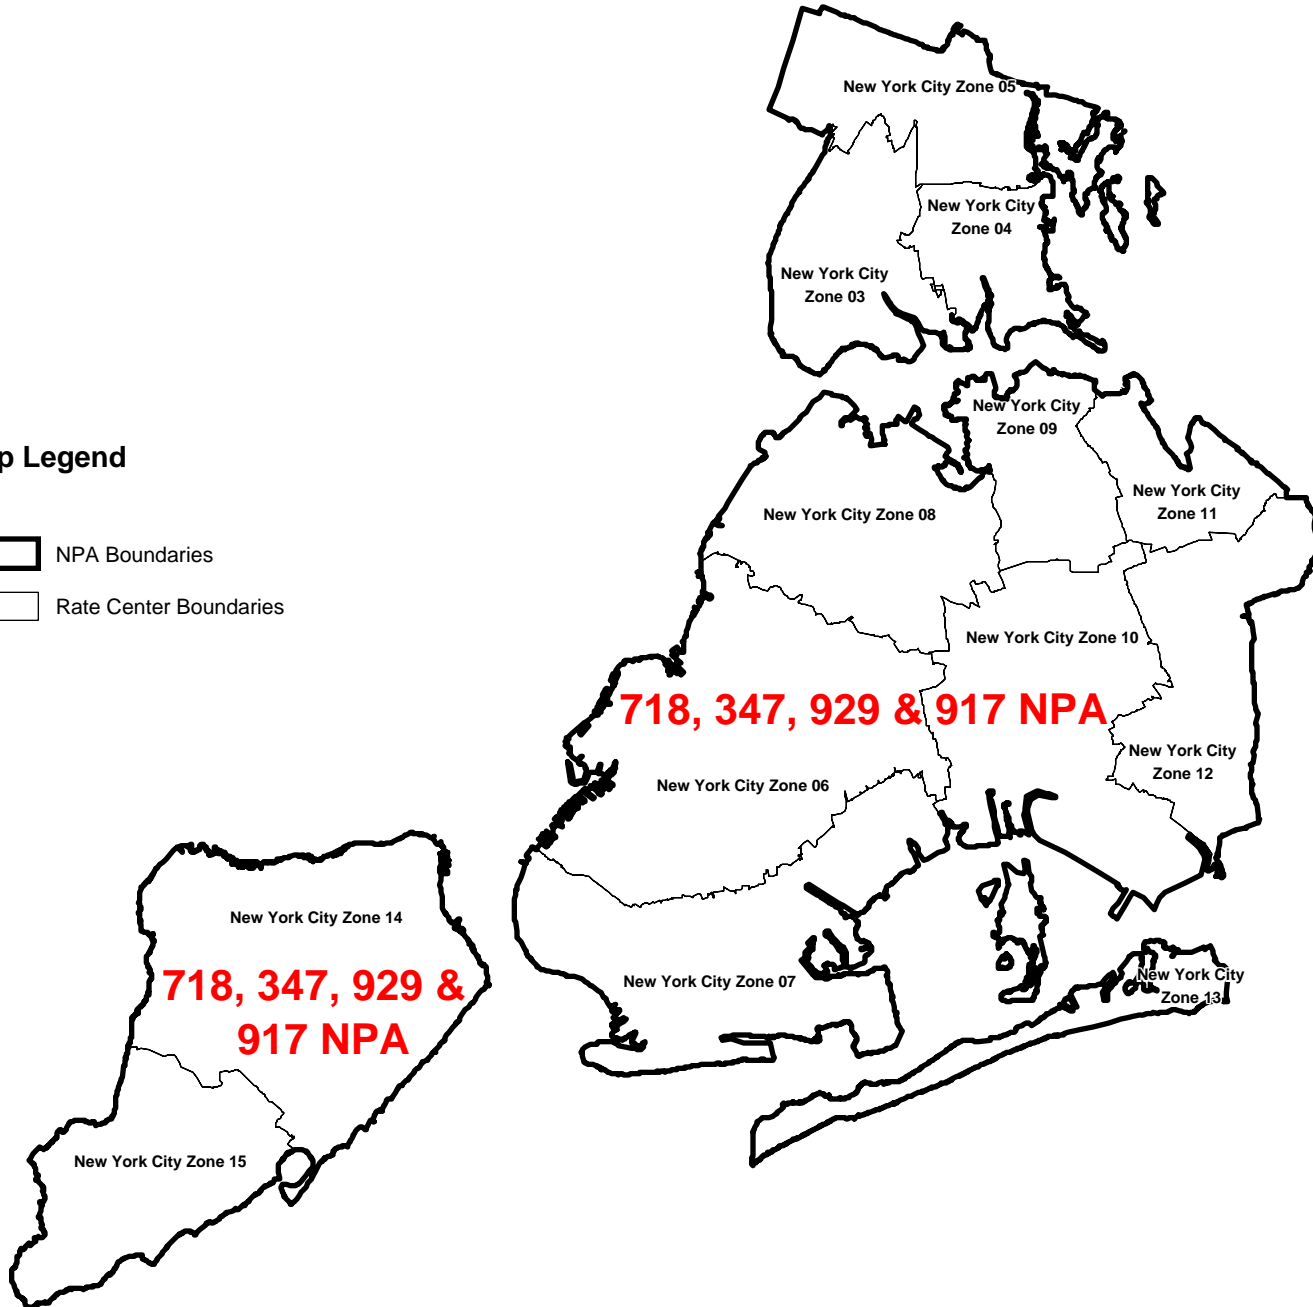 New York City Zone 05
New York City
Zone 04
New York City
Zone 03
New York City
Zone 09
p Legend
New York City
Zone 11
New York City Zone 08
NPA Boundaries
Rate Center Boundaries
New York City Zone 10
718, 347, 929 & 917 NPA
New York City
Zone 12
New York City Zone 06
New York City Zone 14
New York City Zone 07
New York City
Zone 13
718, 347, 929 &
917 NPA
New York City Zone 15